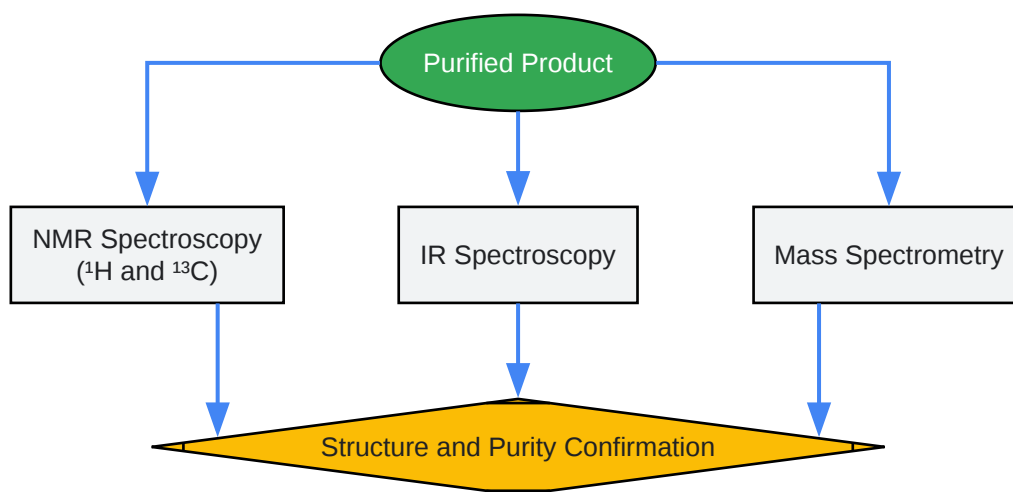 Purified Product
NMR Spectroscopy
(¹H and ¹³C)
IR Spectroscopy
Mass Spectrometry
Structure and Purity Confirmation